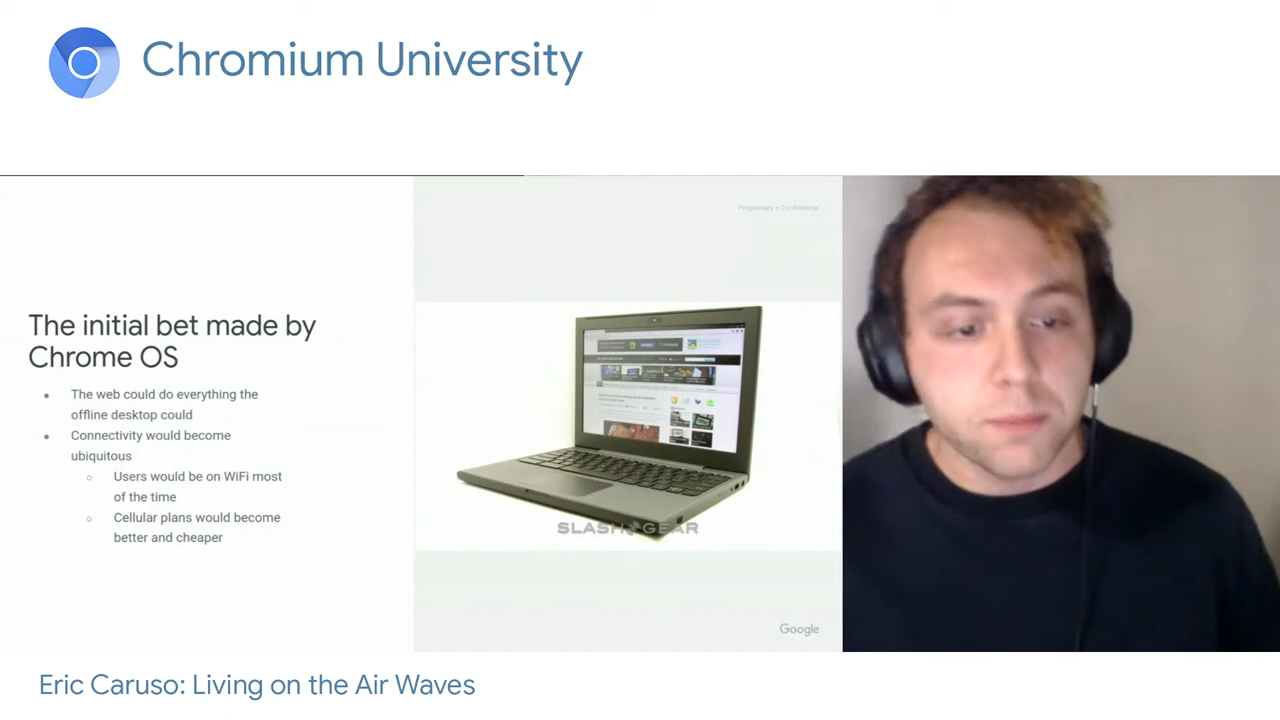 Chromium University
Proprietary + Confidential
The initial bet made by
Chrome OS
The web could do everything the
offline desktop could
Connectivity would become
ubiquitous
Users would be on WiFi most
of the time
Cellular plans would become
better and cheaper
SLASHGEAR
Google
Eric Caruso: Living on the Air Waves